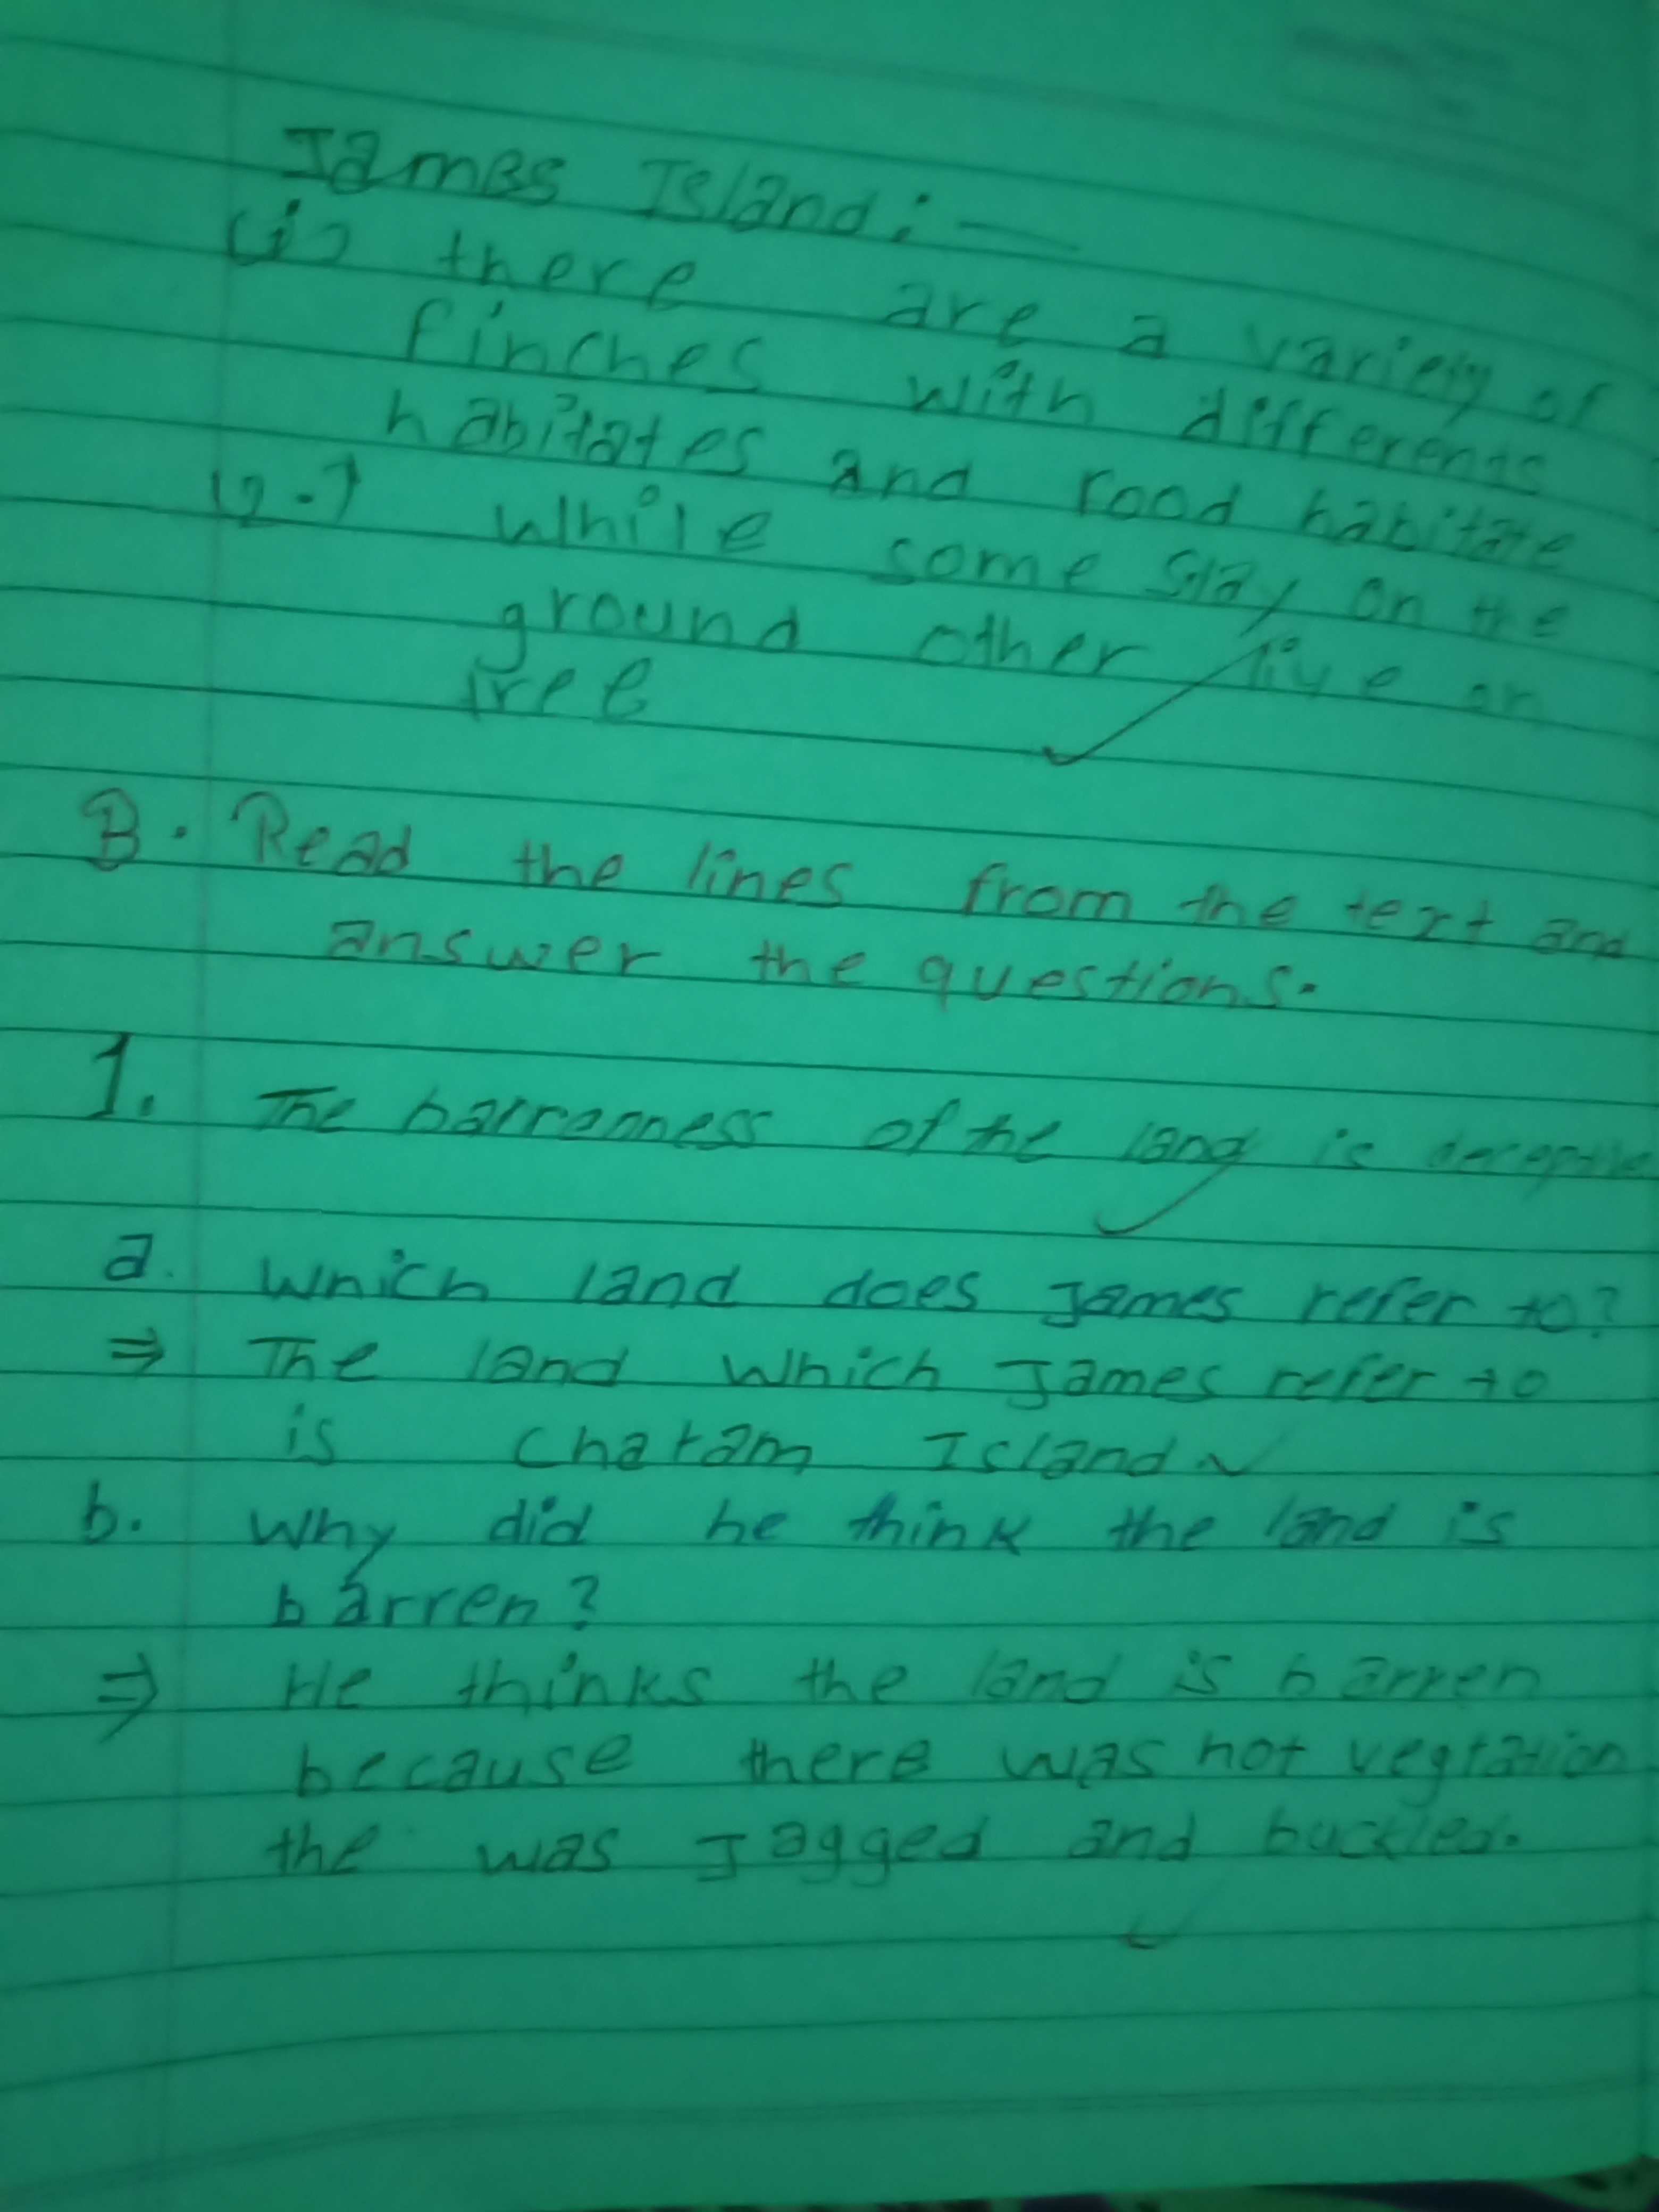 James Island :-
(i) there are a variety of
finches with differents
habitates and food habitate
(2.) While some stay on the
ground other live on
tree
B. Read the lines from the text and
answer the questions.
1. The barrenness of the land is deceptive
a. Which land does James refer to?
⇒ The land which James refer to
is Chatam Island
b. Why did he think the land is
barren?
⇒ He thinks the land is barren
because there was not vegtation
the was Jagged and buckled.